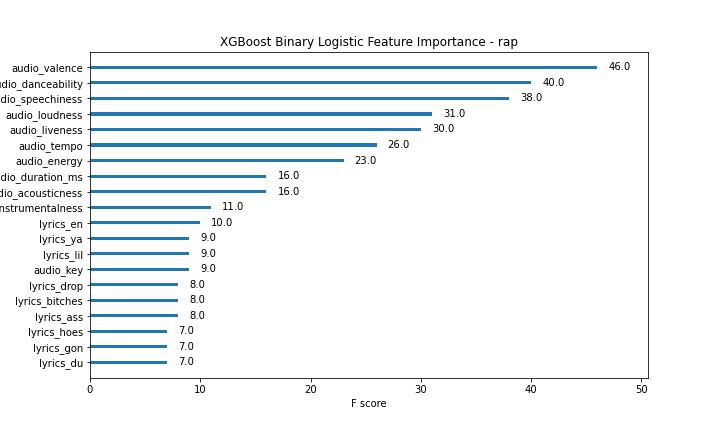 XGBoost Binary Logistic Feature Importance - rap
audio_valence 46.0
udio_danceability 40.0
dio_speechiness 38.0
audio_loudness 31.0
audio_liveness 30.0
audio_tempo 26.0
audio_energy 23.0
dio_duration_ms 16.0
dio_acousticness 16.0
nstrumentalness 11.0
lyrics_en 10.0
lyrics_ya 9.0
lyrics_lil 9.0
audio_key 9.0
lyrics_drop 8.0
lyrics_bitches 8.0
lyrics_ass 8.0
lyrics_hoes 7.0
lyrics_gon 7.0
lyrics_du 7.0
0 10 20 30 40 50
F score